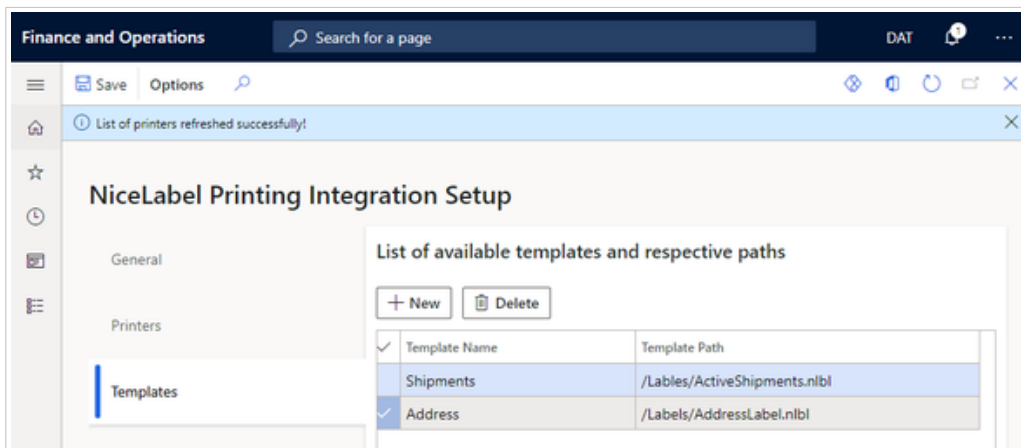 Finance and Operations
Search for a page
DAT
1
Save
Options
List of printers refreshed successfully!
NiceLabel Printing Integration Setup
General
Printers
Templates
List of available templates and respective paths
New
Delete
Template Name
Template Path
Shipments
/Lables/ActiveShipments.nlbl
Address
/Labels/AddressLabel.nlbl